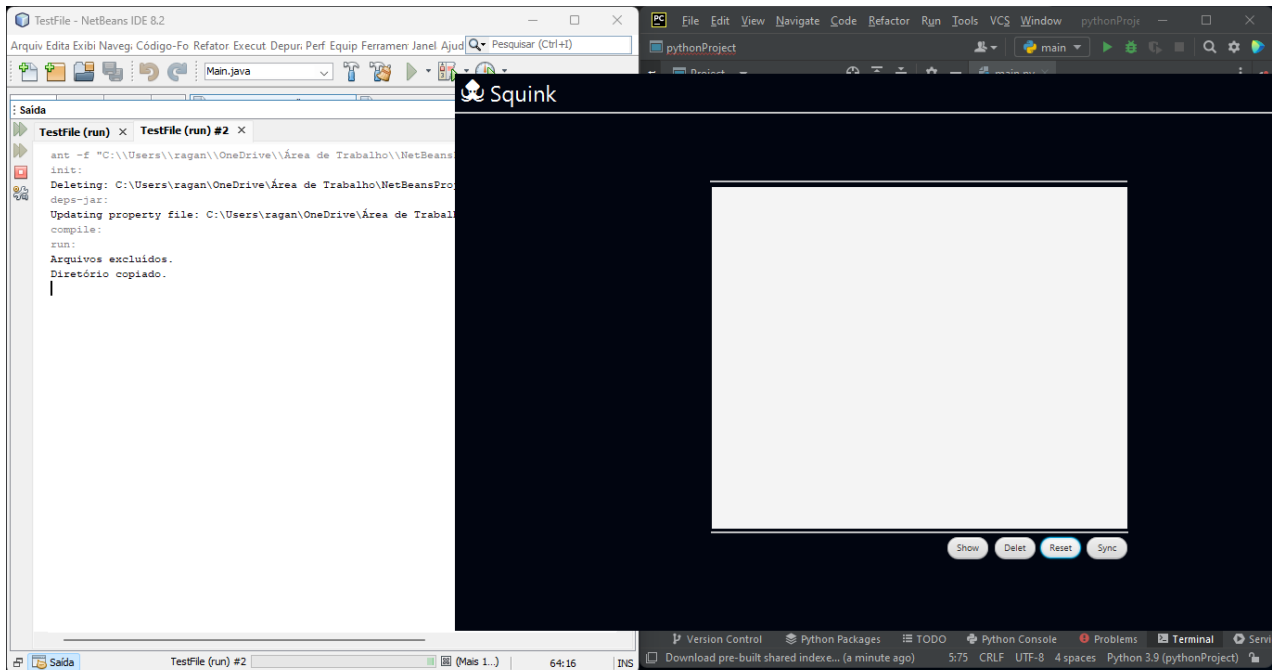 TestFile - NetBeans IDE 8.2
Arquiv Edita Exibi Naveg: Código-Fo Refator Execut Depur: Perf Equip Ferramen Janel Ajud
Pesquisar (Ctrl+I)
Main.java
Saída
TestFile (run) × TestFile (run) #2 ×
ant -f "C:\\Users\\ragan\\OneDrive\\Área de Trabalho\\NetBeans
init:
Deleting: C:\Users\ragan\OneDrive\Área de Trabalho\NetBeansPro
deps-jar:
Updating property file: C:\Users\ragan\OneDrive\Área de Trabal
compile:
run:
Arquivos excluídos.
Diretório copiado.
Saída
TestFile (run) #2
(Mais 1...)
64:16
INS
PC File Edit View Navigate Code Refactor Run Tools VCS Window pythonProje
pythonProject
main
Project
main.py
Squink
Show Delet Reset Sync
Version Control Python Packages TODO Python Console Problems Terminal Servi
Download pre-built shared indexe... (a minute ago) 5:75 CRLF UTF-8 4 spaces Python 3.9 (pythonProject)